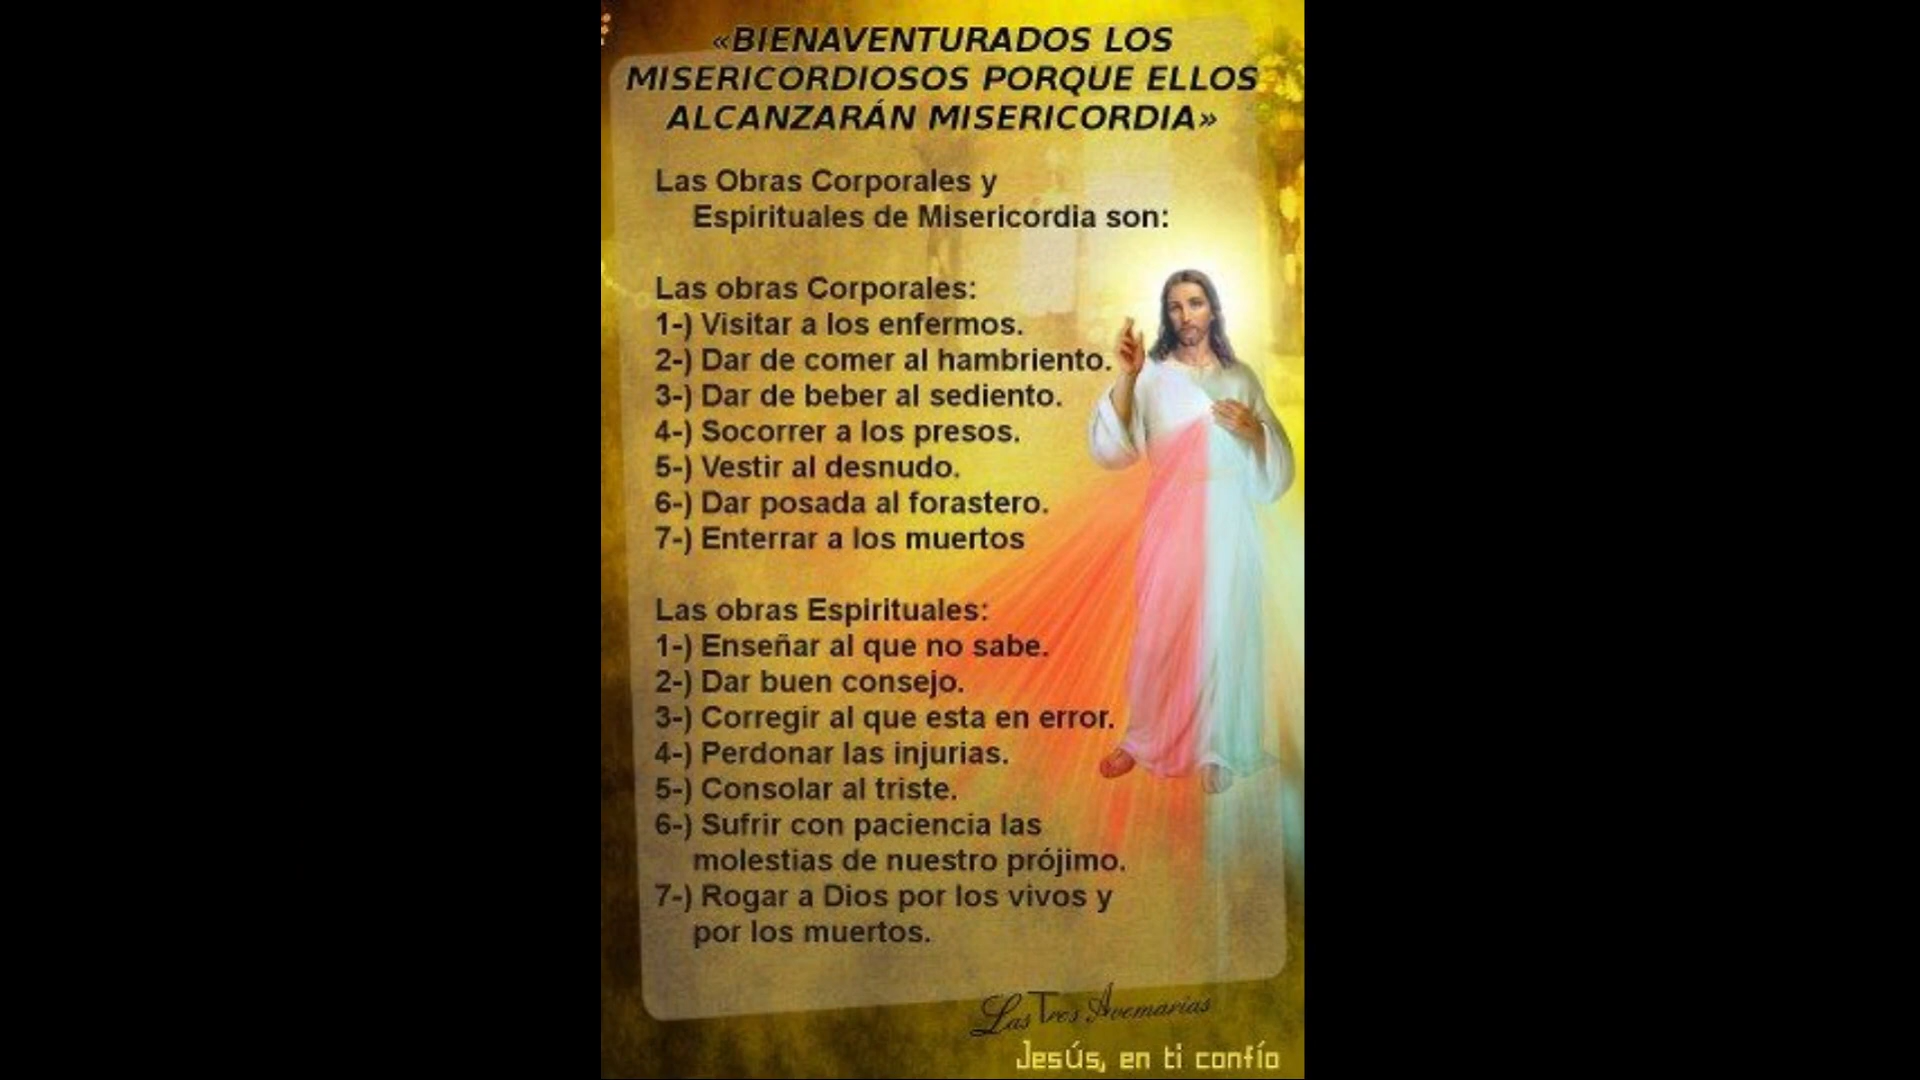 «BIENAVENTURADOS LOS
MISERICORDIOSOS PORQUE ELLOS
ALCANZARÁN MISERICORDIA»
Las Obras Corporales y
Espirituales de Misericordia son:
Las obras Corporales:
1-) Visitar a los enfermos.
2-) Dar de comer al hambriento.
3-) Dar de beber al sediento.
4-) Socorrer a los presos.
5-) Vestir al desnudo.
6-) Dar posada al forastero.
7-) Enterrar a los muertos
Las obras Espirituales:
1-) Enseñar al que no sabe.
2-) Dar buen consejo.
3-) Corregir al que esta en error.
4-) Perdonar las injurias.
5-) Consolar al triste.
6-) Sufrir con paciencia las
molestias de nuestro prójimo.
7-) Rogar a Dios por los vivos y
por los muertos.
Las Tres Avemarías
Jesús, en ti confío